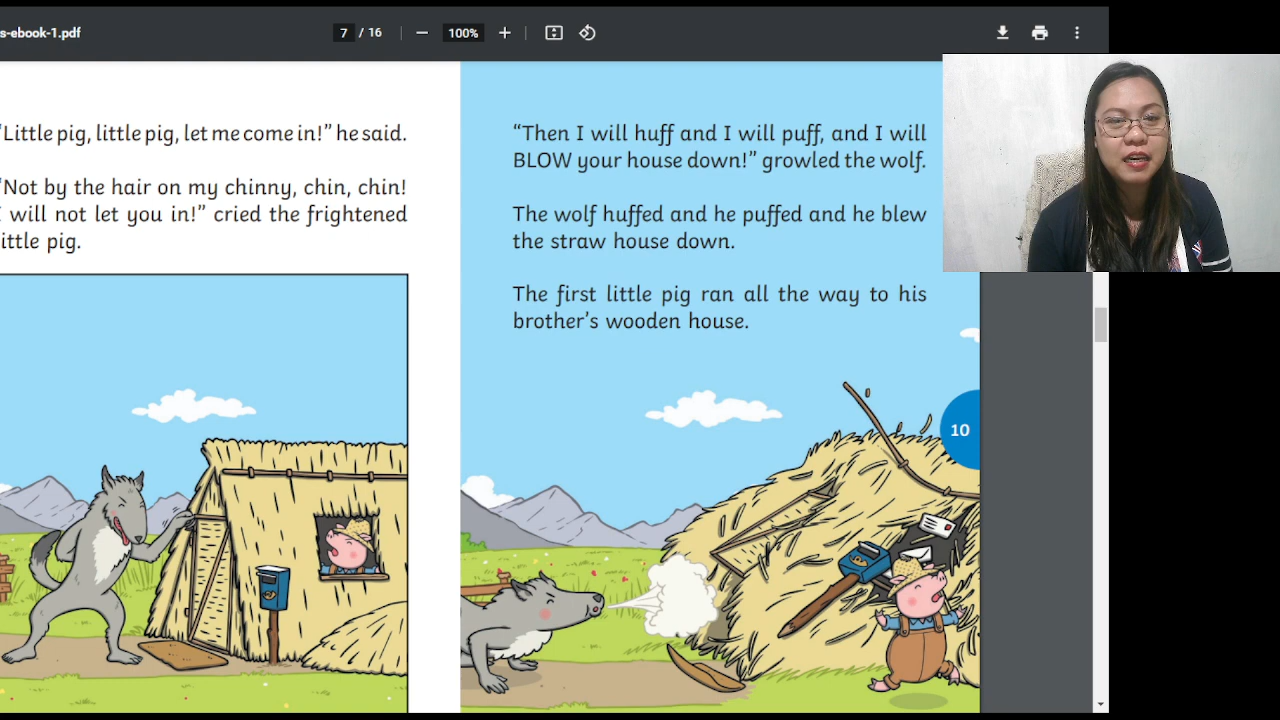 s-ebook-1.pdf
7 / 16
100%
“Little pig, little pig, let me come in!” he said.
“Not by the hair on my chinny, chin, chin!
I will not let you in!” cried the frightened
ittle pig.
“Then I will huff and I will puff, and I will
BLOW your house down!” growled the wolf.
The wolf huffed and he puffed and he blew
the straw house down.
The first little pig ran all the way to his
brother’s wooden house.
10